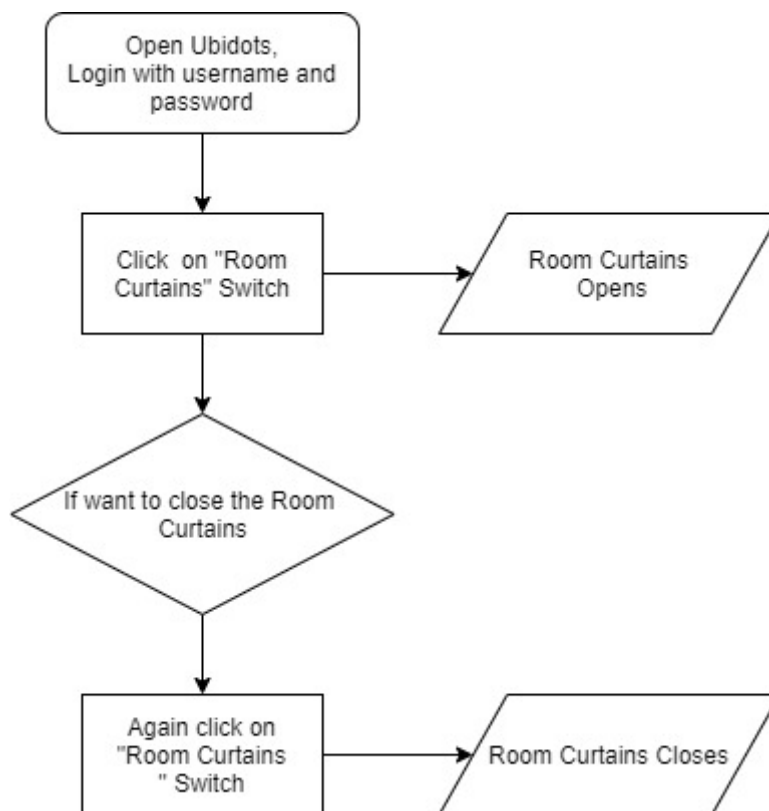 Open Ubidots,
Login with username and
password
Click on "Room
Curtains" Switch
Room Curtains
Opens
If want to close the Room
Curtains
Again click on
"Room Curtains
" Switch
Room Curtains Closes